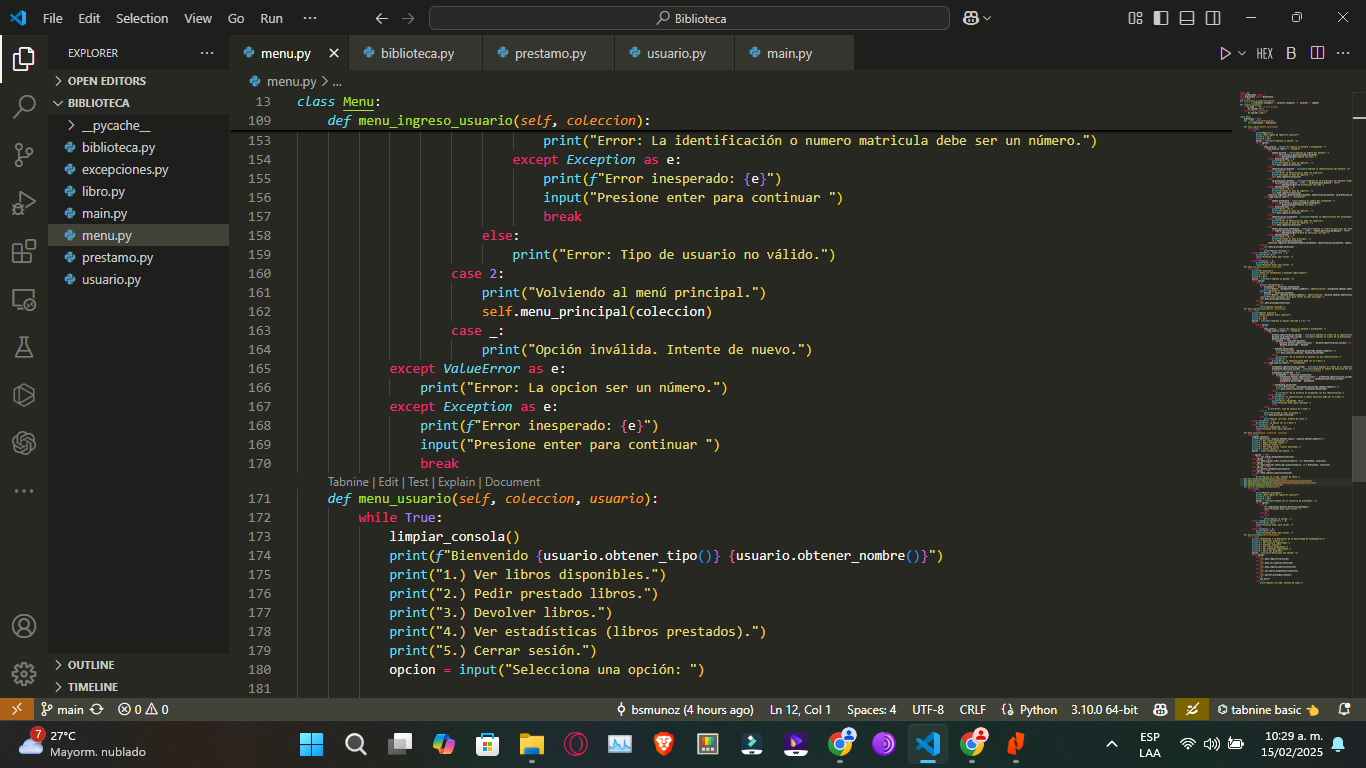 File Edit Selection View Go Run ··· Biblioteca
EXPLORER ···
OPEN EDITORS
BIBLIOTECA
__pycache__
biblioteca.py
excepciones.py
libro.py
main.py
menu.py
prestamo.py
usuario.py
OUTLINE
TIMELINE
menu.py biblioteca.py prestamo.py usuario.py main.py HEX B
menu.py > ...
13 class Menu:
109 def menu_ingreso_usuario(self, coleccion):
153 print("Error: La identificación o numero matricula debe ser un número.")
154 except Exception as e:
155 print(f"Error inesperado: {e}")
156 input("Presione enter para continuar ")
157 break
158 else:
159 print("Error: Tipo de usuario no válido.")
160 case 2:
161 print("Volviendo al menú principal.")
162 self.menu_principal(coleccion)
163 case _:
164 print("Opción inválida. Intente de nuevo.")
165 except ValueError as e:
166 print("Error: La opcion ser un número.")
167 except Exception as e:
168 print(f"Error inesperado: {e}")
169 input("Presione enter para continuar ")
170 break
Tabnine | Edit | Test | Explain | Document
171 def menu_usuario(self, coleccion, usuario):
172 while True:
173 limpiar_consola()
174 print(f"Bienvenido {usuario.obtener_tipo()} {usuario.obtener_nombre()}")
175 print("1.) Ver libros disponibles.")
176 print("2.) Pedir prestado libros.")
177 print("3.) Devolver libros.")
178 print("4.) Ver estadísticas (libros prestados).")
179 print("5.) Cerrar sesión.")
180 opcion = input("Selecciona una opción: ")
181
main 0 0 bsmunoz (4 hours ago) Ln 12, Col 1 Spaces: 4 UTF-8 CRLF Python 3.10.0 64-bit tabnine basic
7
27°C
Mayorm. nublado
ESP
LAA
10:29 a. m.
15/02/2025